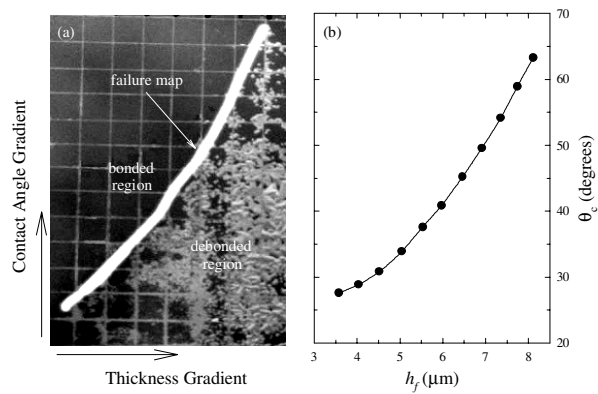 (a)
failure map
bonded
region
debonded
region
Contact Angle Gradient
Thickness Gradient
(b)
70
60
50
40
30
20
θc (degrees)
3 4 5 6 7 8
hf (μm)